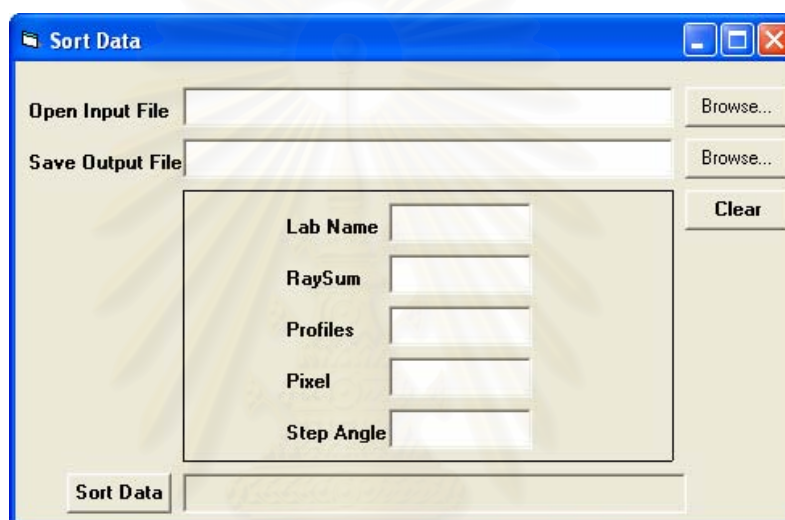 Sort Data
Open Input File Browse...
Save Output File Browse...
Clear
Lab Name
RaySum
Profiles
Pixel
Step Angle
Sort Data